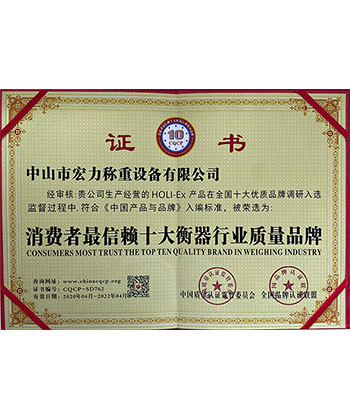 证 书
10
CQCP
中山市宏力称重设备有限公司
经审核:贵公司生产经营的 HOLI-Ex 产品在全国十大优质品牌调研入选
监督过程中,符合《中国产品与品牌》入编标准,被荣选为:
消费者最信赖十大衡器行业质量品牌
CONSUMERS MOST TRUST THE TOP TEN QUALITY BRAND IN WEIGHING INDUSTRY
查询网址: www.chinacqcp.org
证书编号: CQCP-SD762
有效日期: 2020年04月-2022年04月
中国质量认证监督管理委员会 全国品牌认证联盟